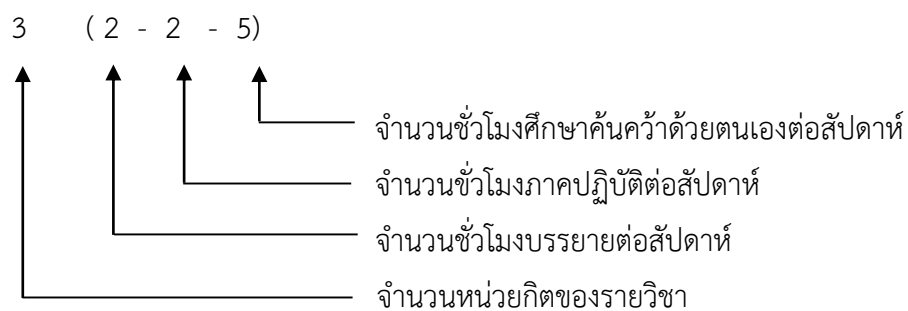 3 ( 2 - 2 - 5)
จำนวนชั่วโมงศึกษาค้นคว้าด้วยตนเองต่อสัปดาห์
จำนวนขั่วโมงภาคปฏิบัติต่อสัปดาห์
จำนวนชั่วโมงบรรยายต่อสัปดาห์
จำนวนหน่วยกิตของรายวิชา